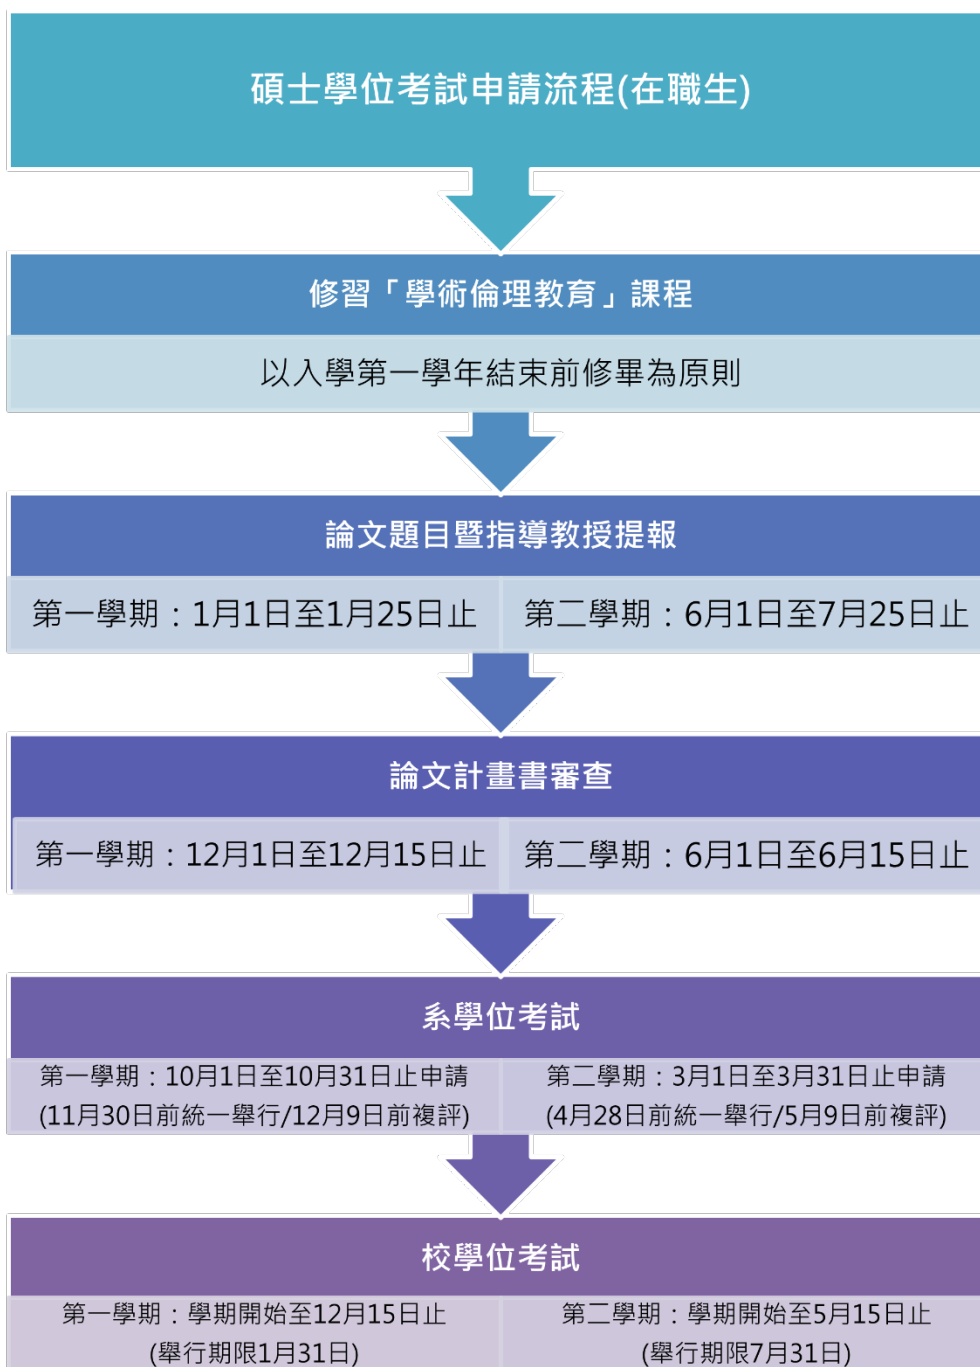 碩士學位考試申請流程(在職生)
修習「學術倫理教育」課程
以入學第一學年結束前修畢為原則
論文題目暨指導教授提報
第一學期：1月1日至1月25日止
第二學期：6月1日至7月25日止
論文計畫書審查
第一學期：12月1日至12月15日止
第二學期：6月1日至6月15日止
系學位考試
第一學期：10月1日至10月31日止申請
(11月30日前統一舉行/12月9日前複評)
第二學期：3月1日至3月31日止申請
(4月28日前統一舉行/5月9日前複評)
校學位考試
第一學期：學期開始至12月15日止
(舉行期限1月31日)
第二學期：學期開始至5月15日止
(舉行期限7月31日)